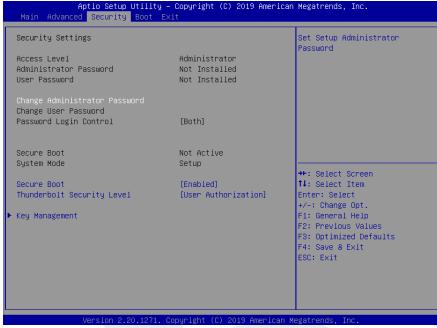 Aptio Setup Utility – Copyright (C) 2019 American Megatrends, Inc.
Main Advanced Security Boot Exit
Security Settings
Access Level Administrator
Administrator Password Not Installed
User Password Not Installed
Change Administrator Password
Change User Password
Password Login Control [Both]
Secure Boot Not Active
System Mode Setup
Secure Boot [Enabled]
Thunderbolt Security Level [User Authorization]
Key Management
Set Setup Administrator
Password
→←: Select Screen
↑↓: Select Item
Enter: Select
+/-: Change Opt.
F1: General Help
F2: Previous Values
F3: Optimized Defaults
F4: Save & Exit
ESC: Exit
Version 2.20.1271. Copyright (C) 2019 American Megatrends, Inc.